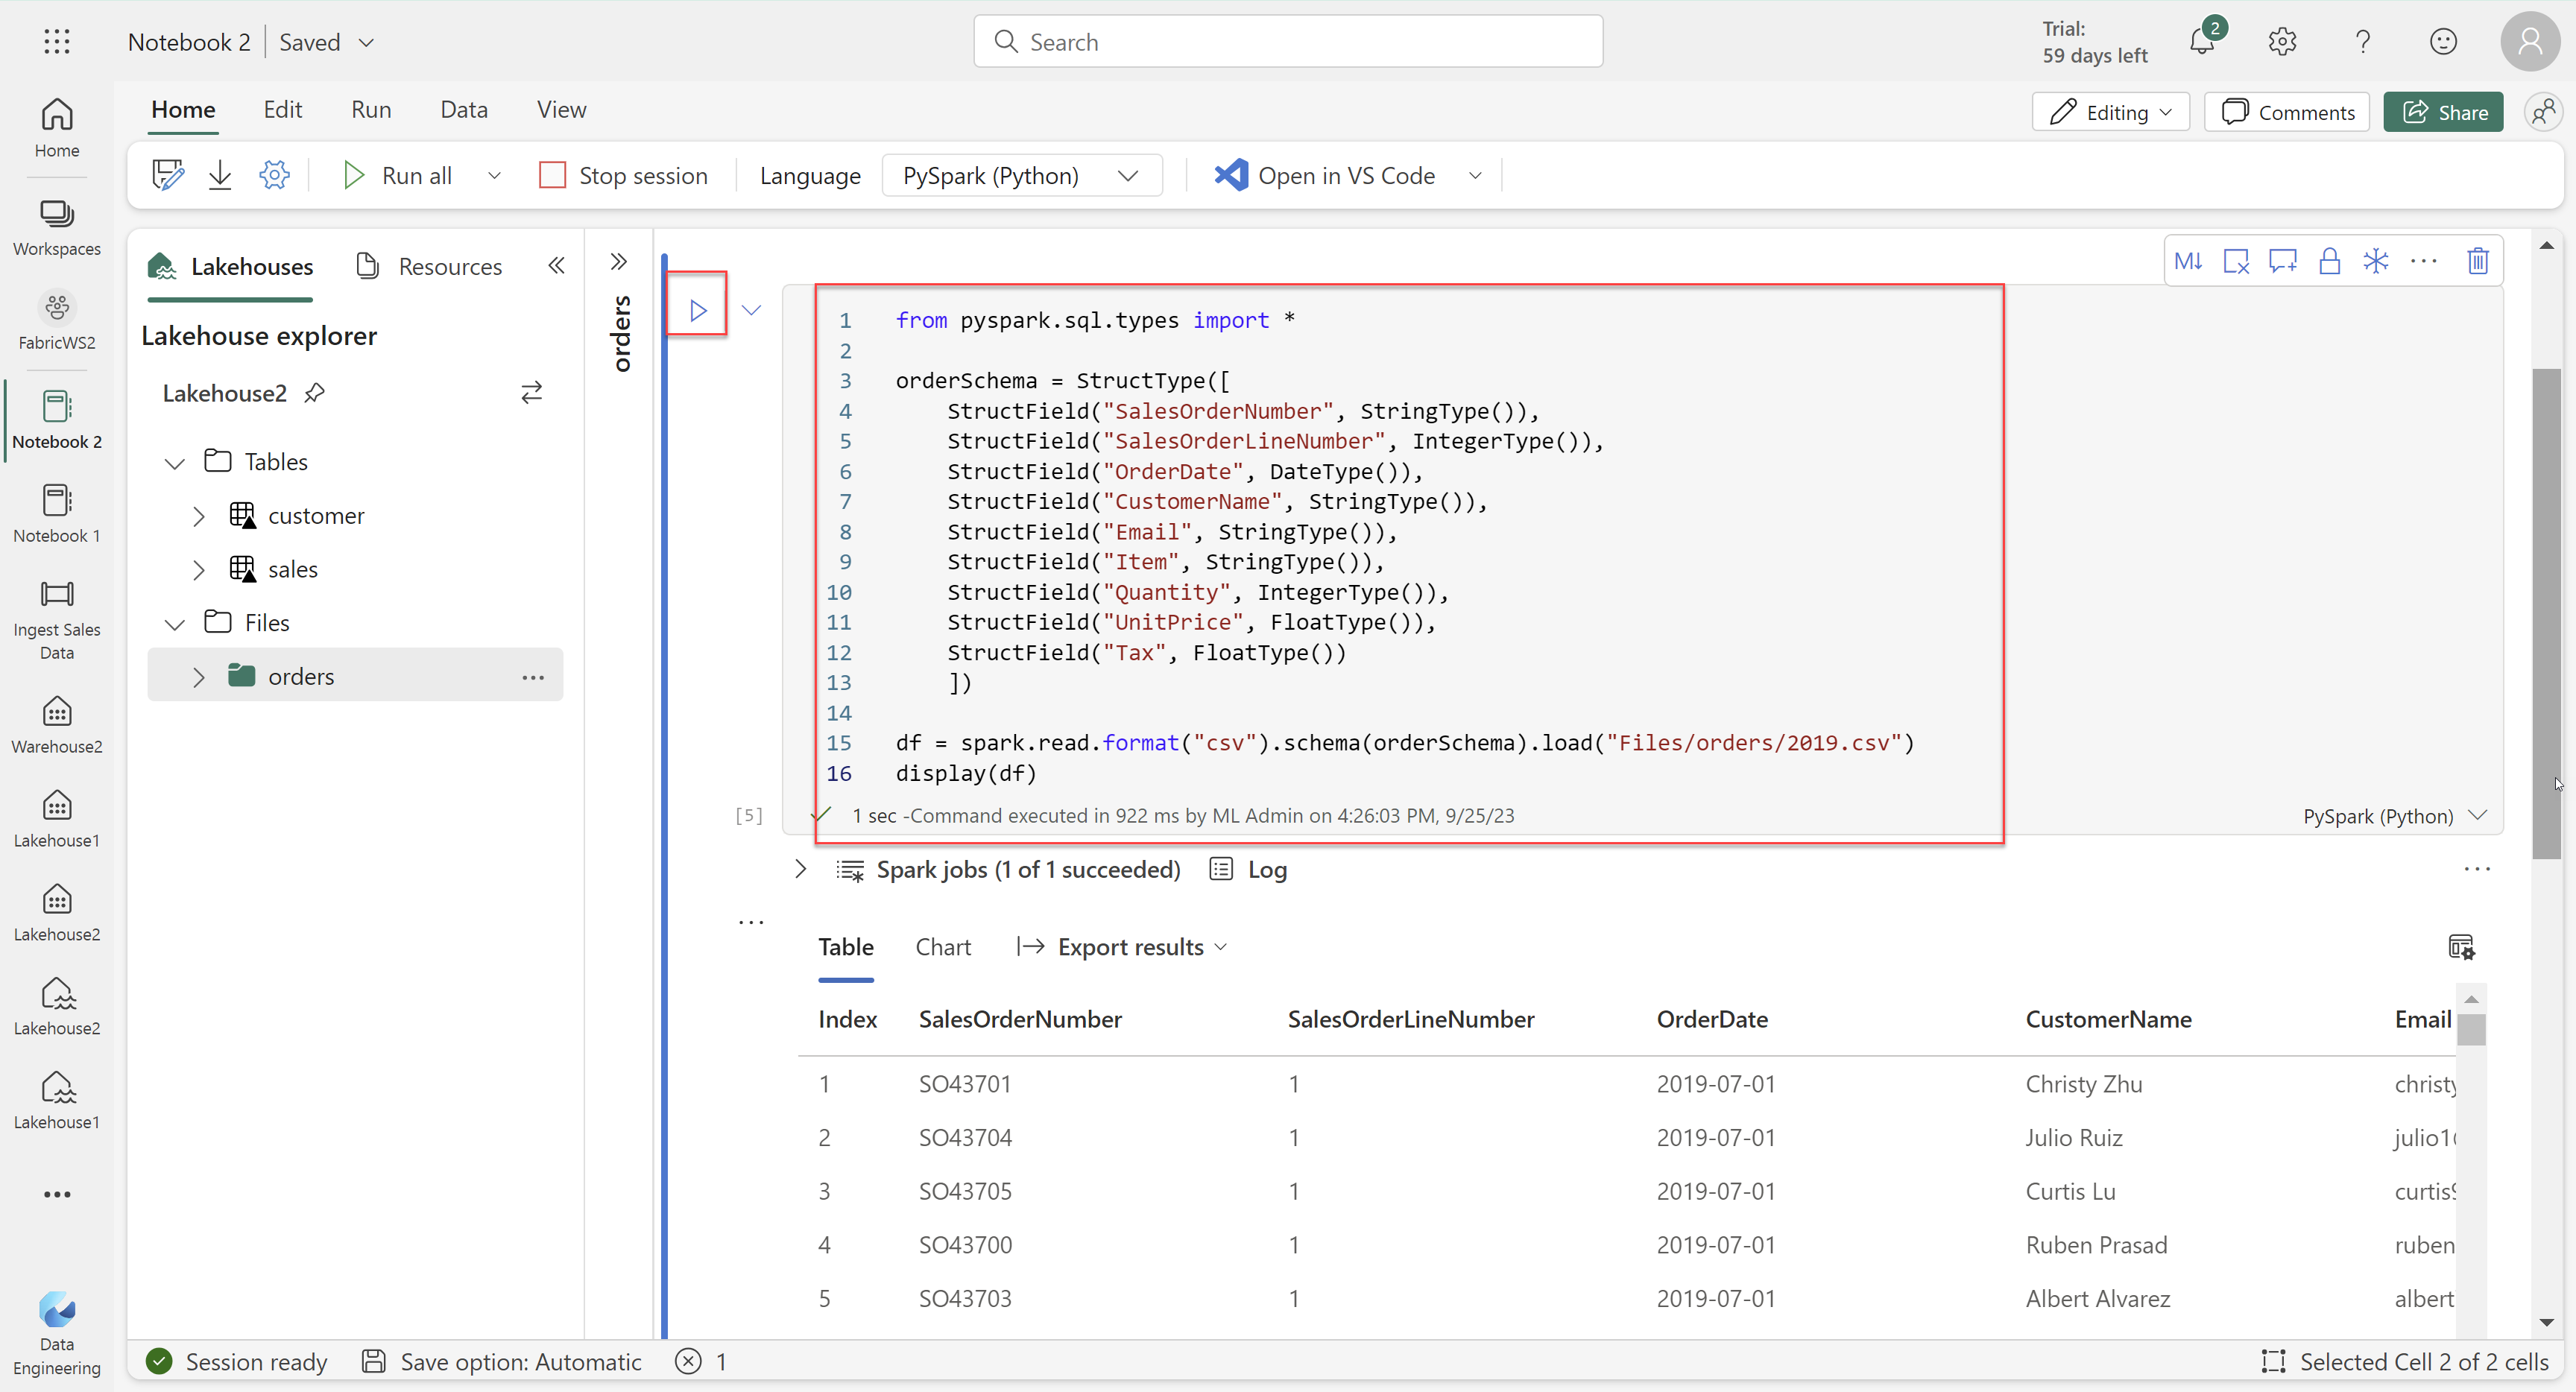 Notebook 2 | Saved
Search
Trial:
59 days left
2
Home Edit Run Data View
Editing Comments Share
Run all Stop session Language PySpark (Python) Open in VS Code
Home
Workspaces
FabricWS2
Notebook 2
Notebook 1
Ingest Sales
Data
Warehouse2
Lakehouse1
Lakehouse2
Lakehouse2
Lakehouse1
Data
Engineering
Lakehouses Resources
Lakehouse explorer
Lakehouse2
Tables
customer
sales
Files
orders
orders
M↓
1 from pyspark.sql.types import *
2
3 orderSchema = StructType([
4 StructField("SalesOrderNumber", StringType()),
5 StructField("SalesOrderLineNumber", IntegerType()),
6 StructField("OrderDate", DateType()),
7 StructField("CustomerName", StringType()),
8 StructField("Email", StringType()),
9 StructField("Item", StringType()),
10 StructField("Quantity", IntegerType()),
11 StructField("UnitPrice", FloatType()),
12 StructField("Tax", FloatType())
13 ])
14
15 df = spark.read.format("csv").schema(orderSchema).load("Files/orders/2019.csv")
16 display(df)
[5] 1 sec -Command executed in 922 ms by ML Admin on 4:26:03 PM, 9/25/23 PySpark (Python)
Spark jobs (1 of 1 succeeded) Log
Table Chart Export results
Index SalesOrderNumber SalesOrderLineNumber OrderDate CustomerName Email
1 SO43701 1 2019-07-01 Christy Zhu christy
2 SO43704 1 2019-07-01 Julio Ruiz julio1
3 SO43705 1 2019-07-01 Curtis Lu curtis
4 SO43700 1 2019-07-01 Ruben Prasad ruben
5 SO43703 1 2019-07-01 Albert Alvarez albert
Session ready Save option: Automatic 1 Selected Cell 2 of 2 cells